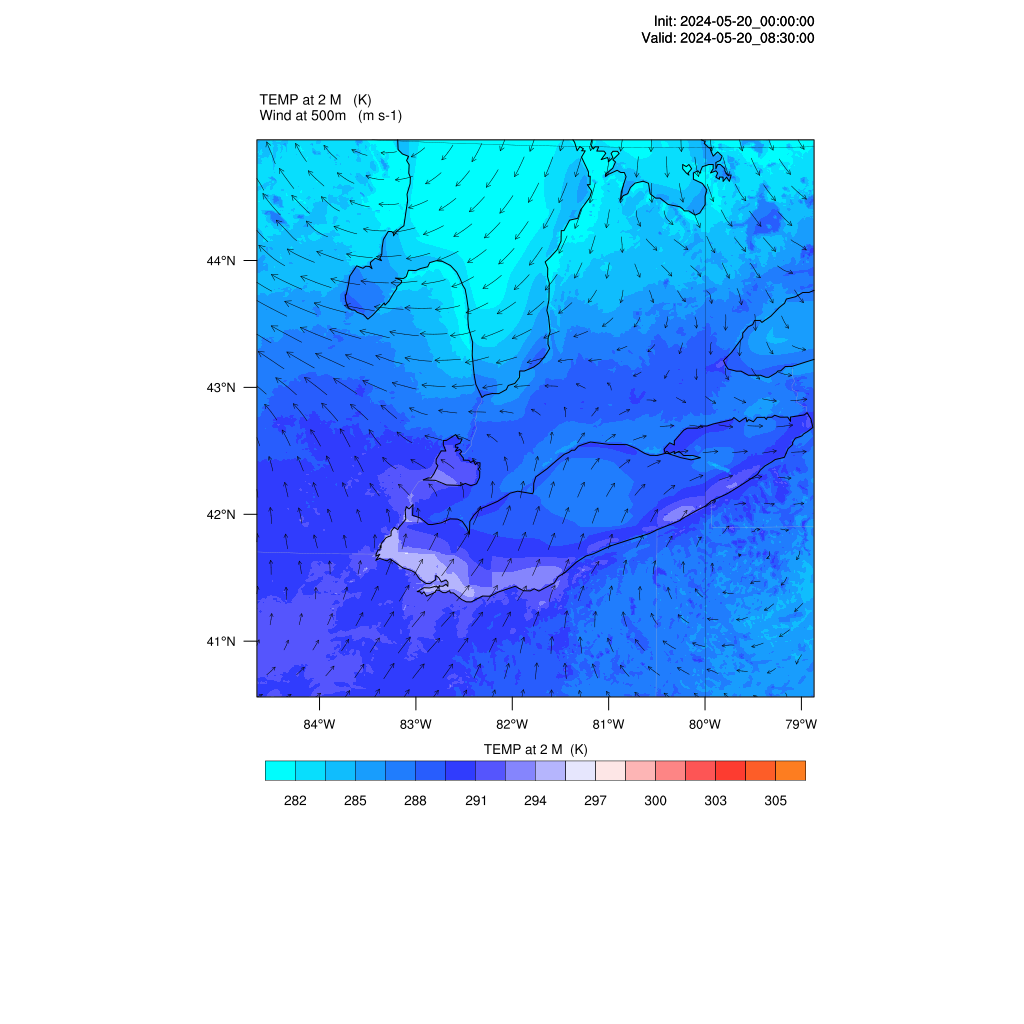 Init: 2024-05-20_00:00:00
Valid: 2024-05-20_08:30:00
TEMP at 2 M (K)
Wind at 500m (m s-1)
44°N
43°N
42°N
41°N
84°W 83°W 82°W 81°W 80°W 79°W
TEMP at 2 M (K)
282 285 288 291 294 297 300 303 305